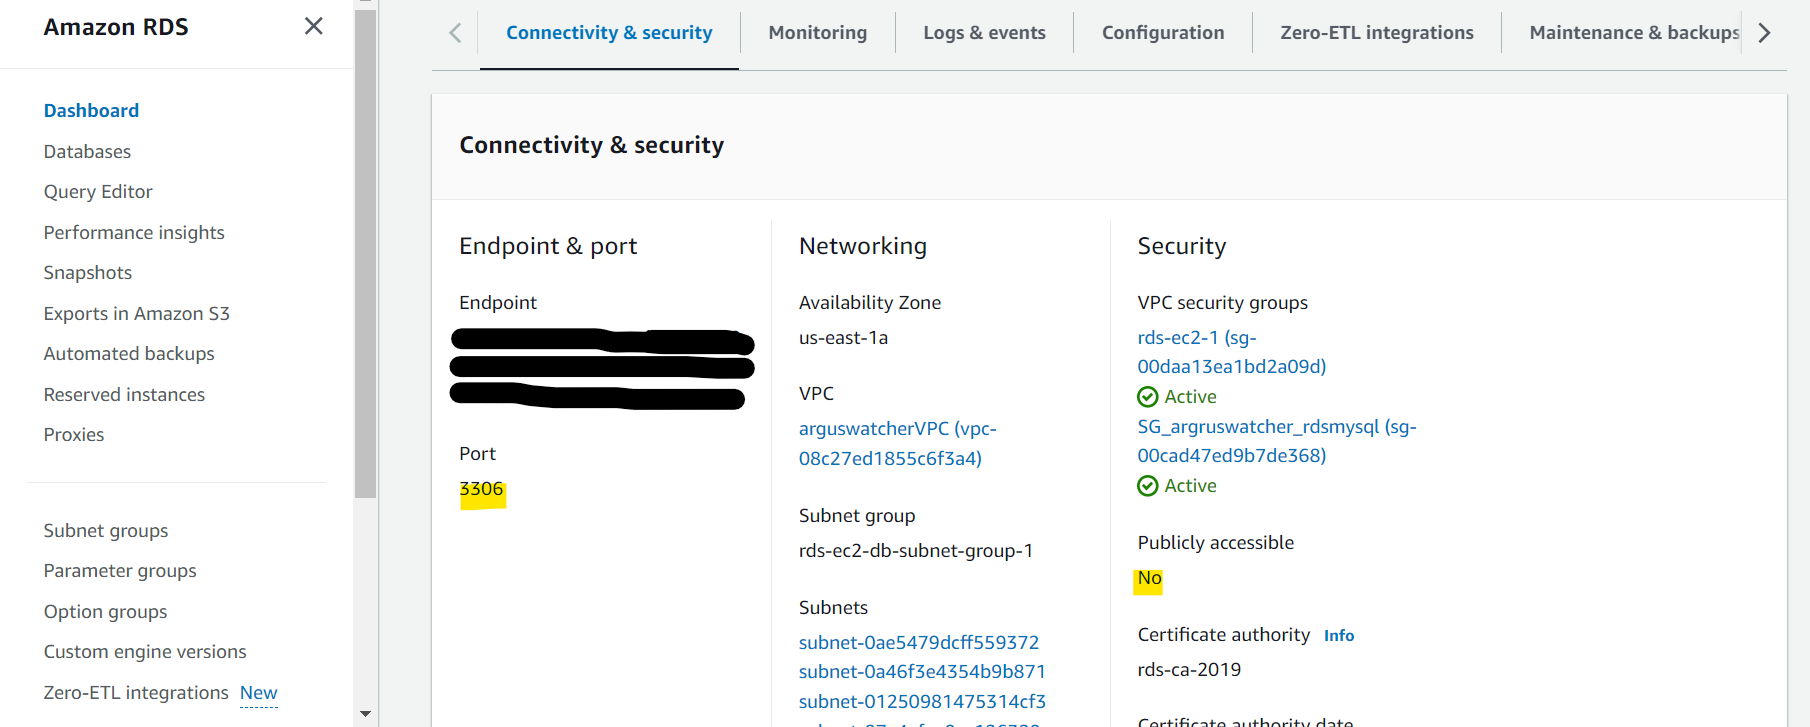 Amazon RDS
Dashboard
Databases
Query Editor
Performance insights
Snapshots
Exports in Amazon S3
Automated backups
Reserved instances
Proxies
Subnet groups
Parameter groups
Option groups
Custom engine versions
Zero-ETL integrations New
Connectivity & security
Monitoring
Logs & events
Configuration
Zero-ETL integrations
Maintenance & backups
Connectivity & security
Endpoint & port
Endpoint
Port
3306
Networking
Availability Zone
us-east-1a
VPC
arguswatcherVPC (vpc-
08c27ed1855c6f3a4)
Subnet group
rds-ec2-db-subnet-group-1
Subnets
subnet-0ae5479dcff559372
subnet-0a46f3e4354b9b871
subnet-01250981475314cf3
Security
VPC security groups
rds-ec2-1 (sg-
00daa13ea1bd2a09d)
Active
SG_argruswatcher_rdsmysql (sg-
00cad47ed9b7de368)
Active
Publicly accessible
No
Certificate authority Info
rds-ca-2019
Certificate authority date